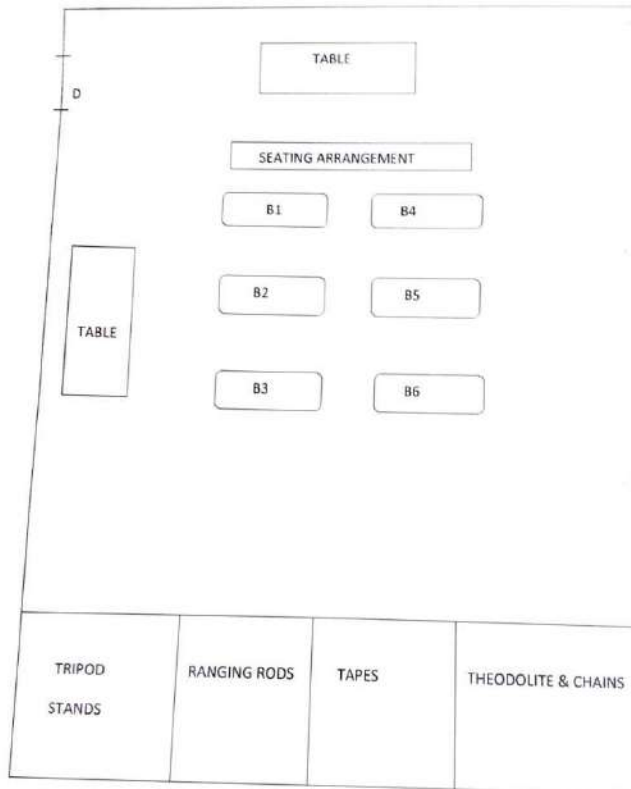 TABLE
D
SEATING ARRANGEMENT
B1 B4
B2 B5
TABLE
B3 B6
TRIPOD
STANDS
RANGING RODS
TAPES
THEODOLITE & CHAINS